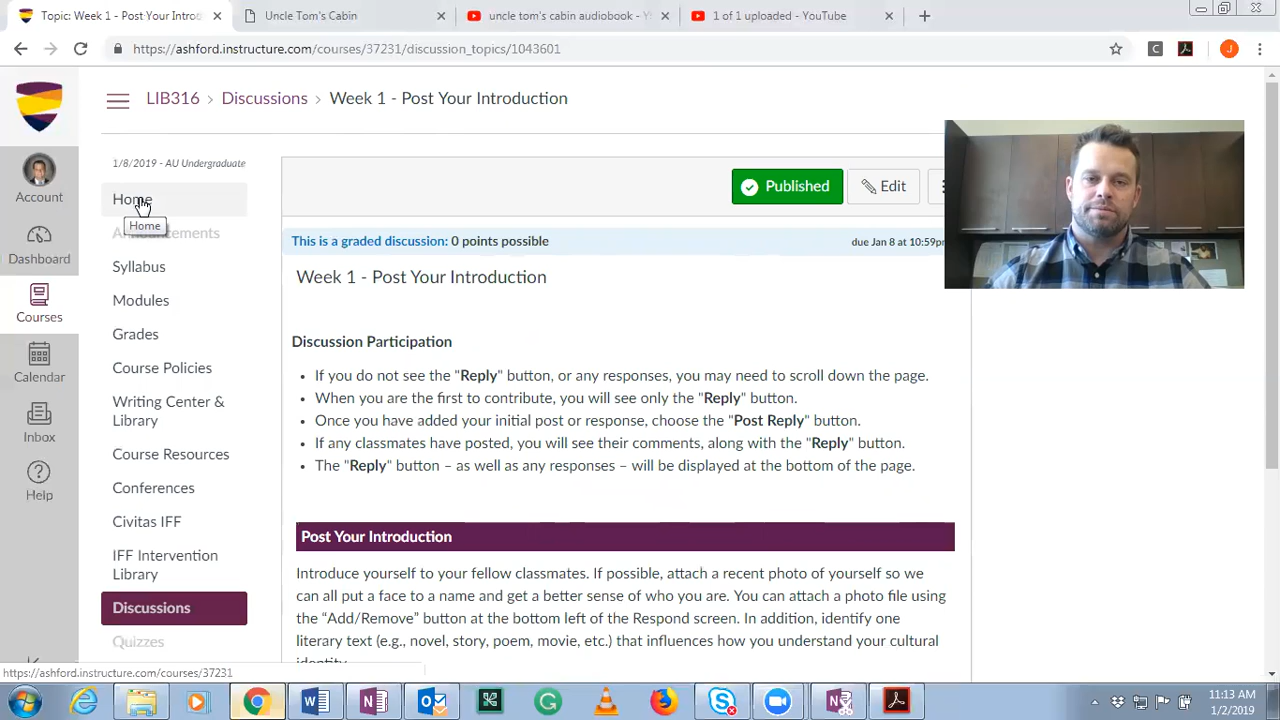 Topic: Week 1 - Post Your Introd
Uncle Tom's Cabin
uncle tom's cabin audiobook - Y
1 of 1 uploaded - YouTube
https://ashford.instructure.com/courses/37231/discussion_topics/1043601
C
J
LIB316 › Discussions › Week 1 - Post Your Introduction
Account
Dashboard
Courses
Calendar
Inbox
Help
1/8/2019 - AU Undergraduate
Home
Home
Announcements
Syllabus
Modules
Grades
Course Policies
Writing Center &
Library
Course Resources
Conferences
Civitas IFF
IFF Intervention
Library
Discussions
Quizzes
Published
Edit
This is a graded discussion: 0 points possible
due Jan 8 at 10:59pm
Week 1 - Post Your Introduction
Discussion Participation
• If you do not see the "Reply" button, or any responses, you may need to scroll down the page.
• When you are the first to contribute, you will see only the "Reply" button.
• Once you have added your initial post or response, choose the "Post Reply" button.
• If any classmates have posted, you will see their comments, along with the "Reply" button.
• The "Reply" button – as well as any responses – will be displayed at the bottom of the page.
Post Your Introduction
Introduce yourself to your fellow classmates. If possible, attach a recent photo of yourself so we
can all put a face to a name and get a better sense of who you are. You can attach a photo file using
the “Add/Remove” button at the bottom left of the Respond screen. In addition, identify one
literary text (e.g., novel, story, poem, movie, etc.) that influences how you understand your cultural
identity.
https://ashford.instructure.com/courses/37231
11:13 AM
1/2/2019